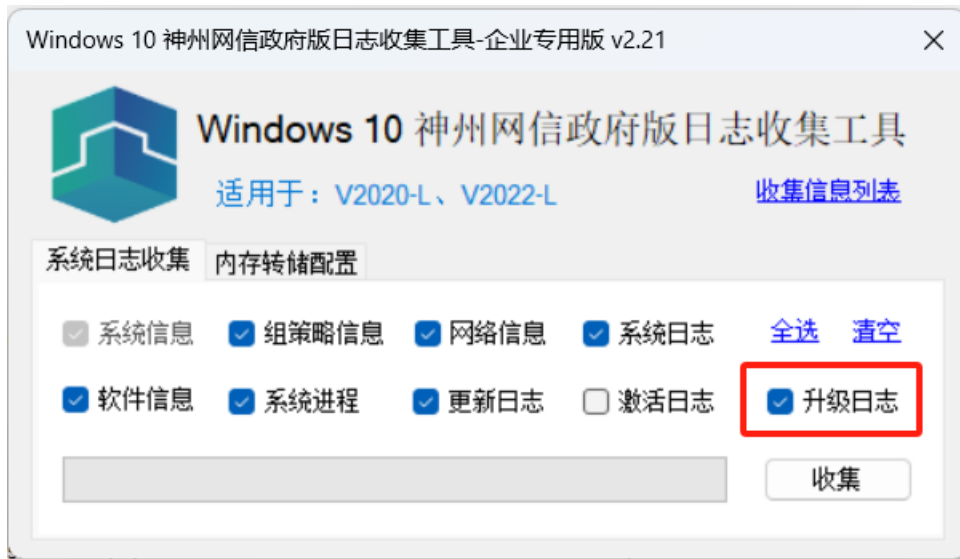 Windows 10 神州网信政府版日志收集工具-企业专用版 v2.21
Windows 10 神州网信政府版日志收集工具
适用于：V2020-L、V2022-L
收集信息列表
系统日志收集 内存转储配置
系统信息 组策略信息 网络信息 系统日志 全选 清空
软件信息 系统进程 更新日志 激活日志 升级日志
收集